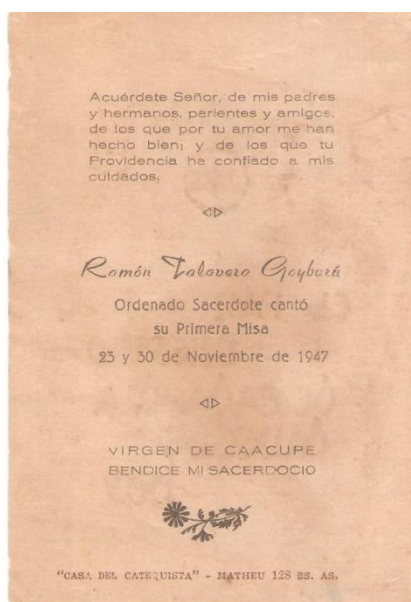 Acuérdate Señor, de mis padres
y hermanos, parientes y amigos,
de los que por tu amor me han
hecho bien; y de los que tu
Providencia ha confiado a mis
cuidados.
Ramón Talavera Goyburú
Ordenado Sacerdote cantó
su Primera Misa
23 y 30 de Noviembre de 1947
VIRGEN DE CAACUPE
BENDICE MI SACERDOCIO
"CASA DEL CATEQUISTA" - MATHEU 128 BS. AS.